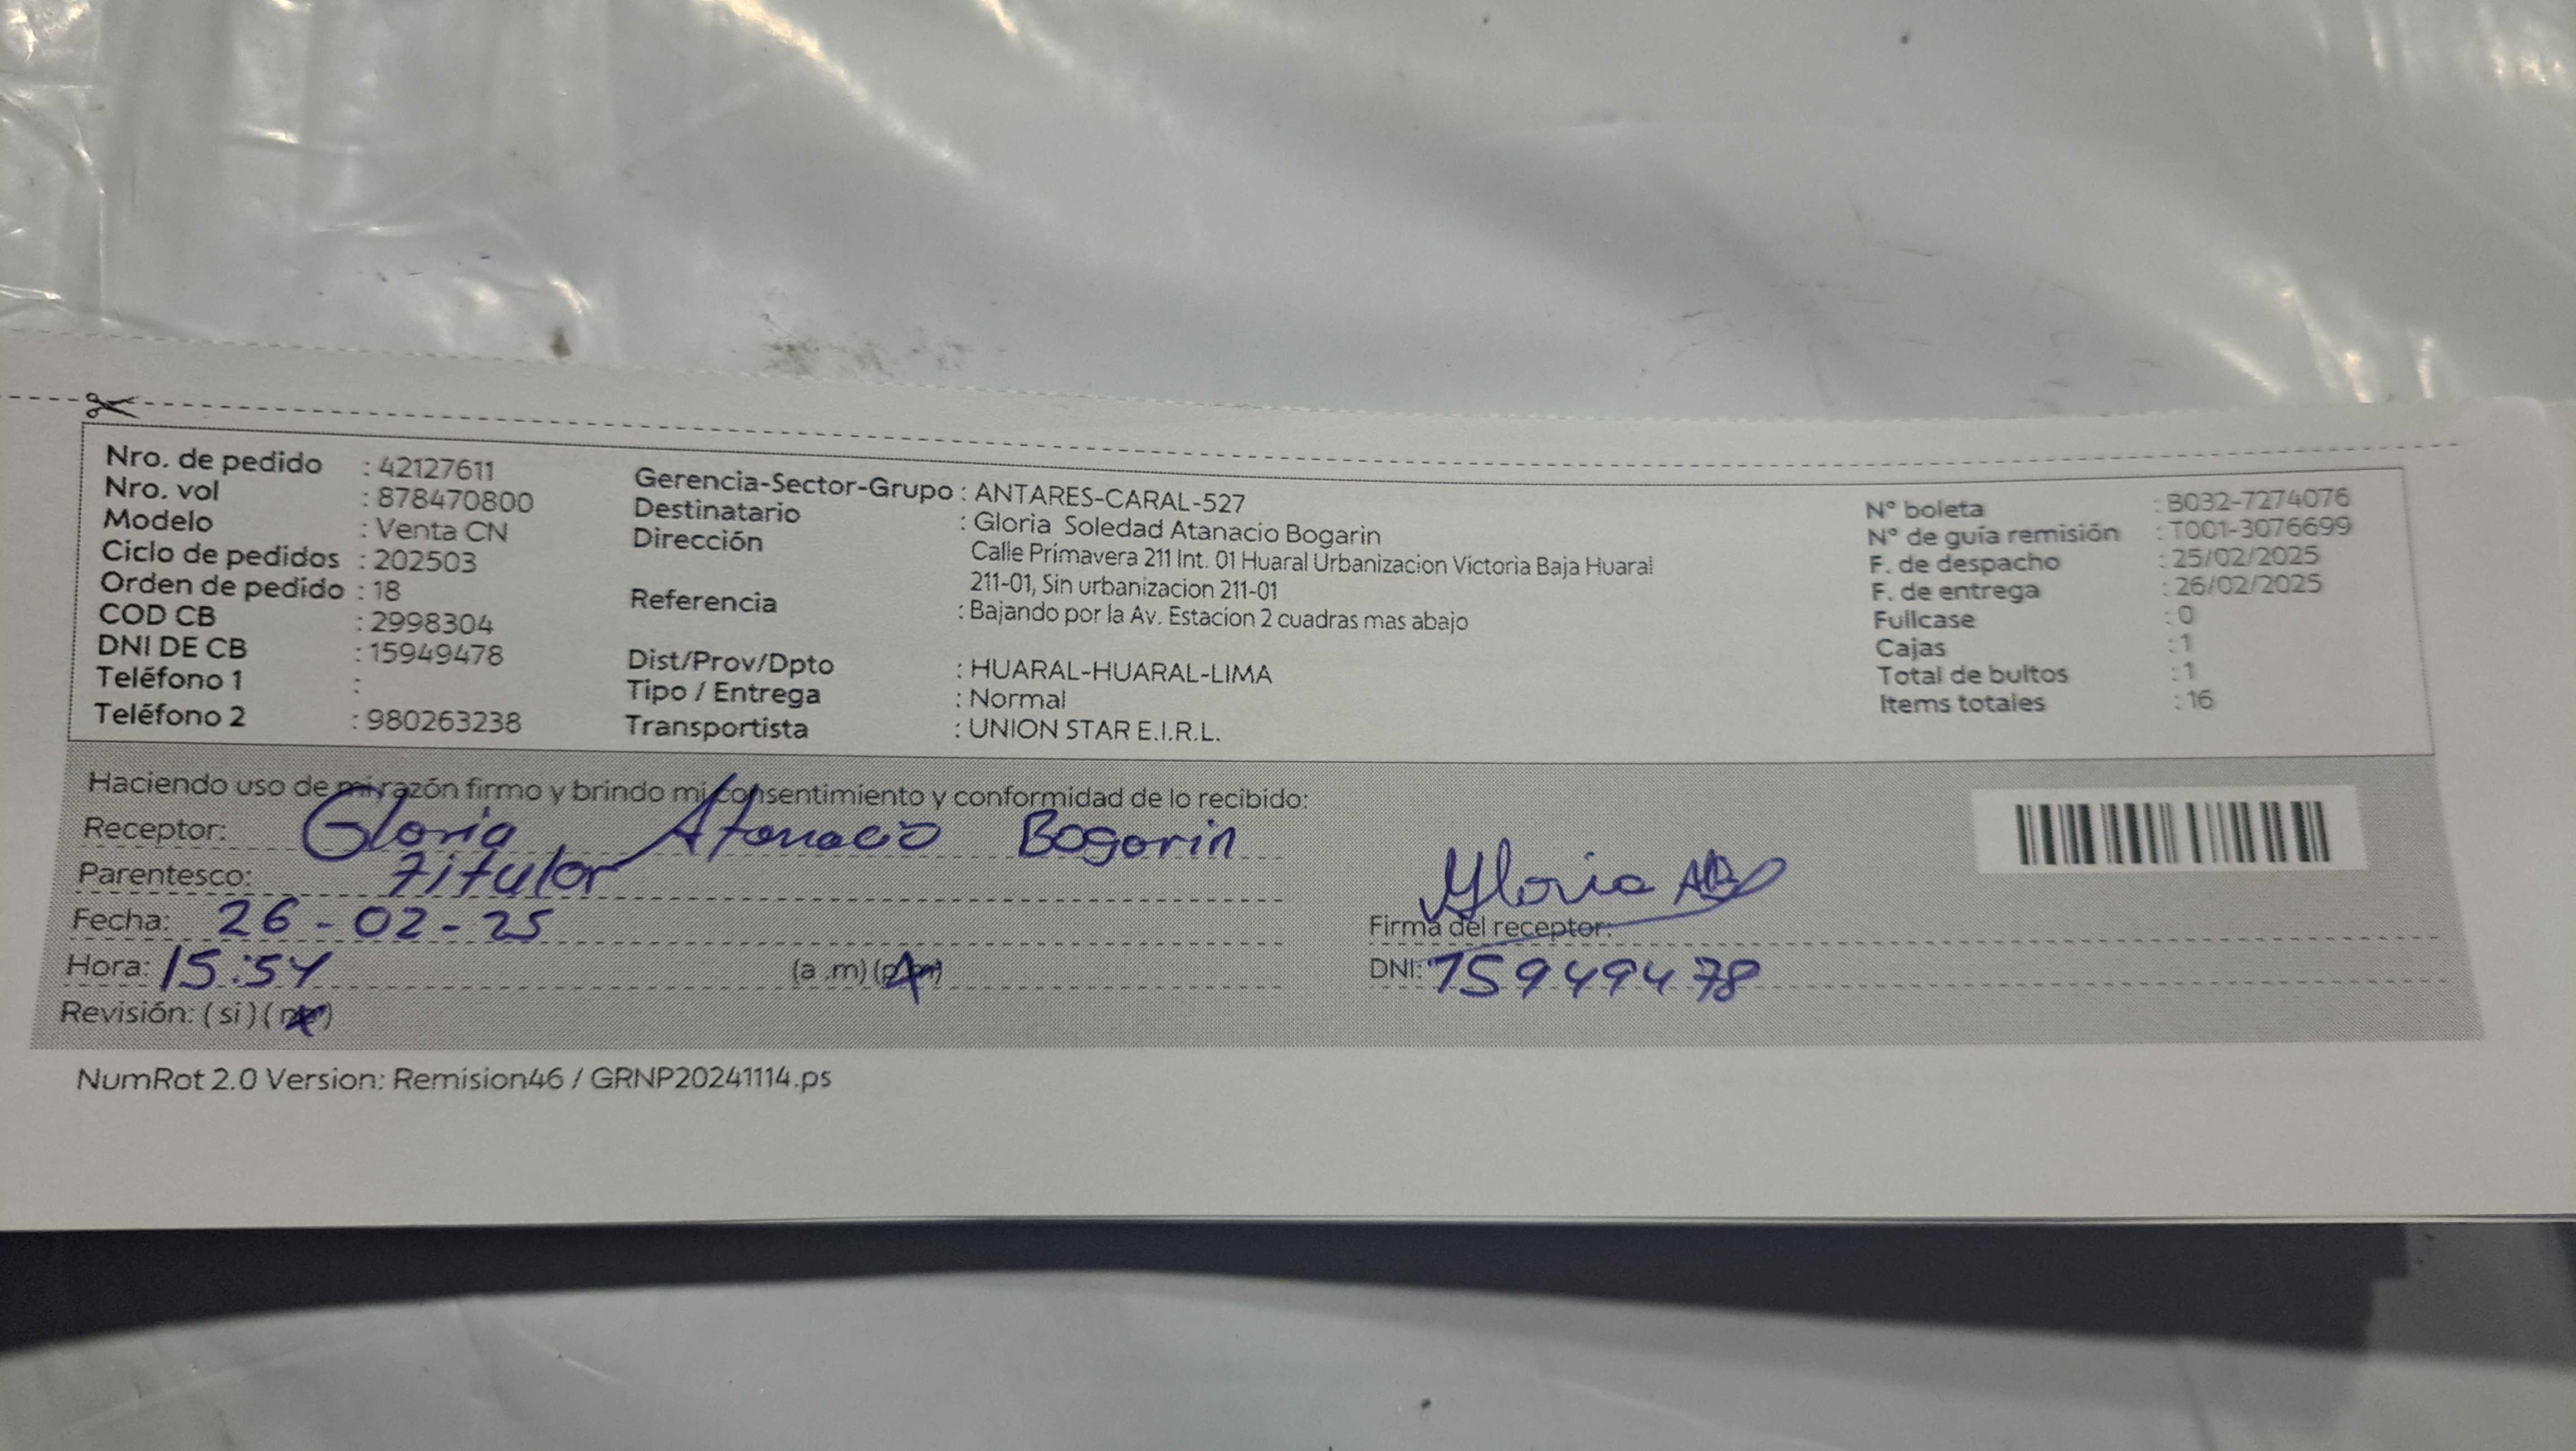 Nro. de pedido : 42127611
Nro. vol : 878470800
Modelo : Venta CN
Ciclo de pedidos : 202503
Orden de pedido : 18
COD CB : 2998304
DNI DE CB : 15949478
Teléfono 1 :
Teléfono 2 : 980263238
Gerencia-Sector-Grupo : ANTARES-CARAL-527
Destinatario : Gloria Soledad Atanacio Bogarin
Dirección Calle Primavera 211 Int. 01 Huaral Urbanizacion Victoria Baja Huaral
211-01, Sin urbanizacion 211-01
Referencia : Bajando por la Av. Estacion 2 cuadras mas abajo
Dist/Prov/Dpto : HUARAL-HUARAL-LIMA
Tipo / Entrega : Normal
Transportista : UNION STAR E.I.R.L.
N° boleta : B032-7274076
N° de guía remisión : T001-3076699
F. de despacho : 25/02/2025
F. de entrega : 26/02/2025
Fullcase : 0
Cajas : 1
Total de bultos : 1
Items totales : 16
Haciendo uso de mi razón firmo y brindo mi consentimiento y conformidad de lo recibido:
Receptor: Gloria Atanacio Bogarin
Parentesco: Titular
Fecha: 26-02-25
Hora: 15:54 (a .m) (p.m)
Revisión: ( si ) ( no )
Gloria AB
Firma del receptor:
DNI: 15949478
NumRot 2.0 Version: Remision46 / GRNP20241114.ps